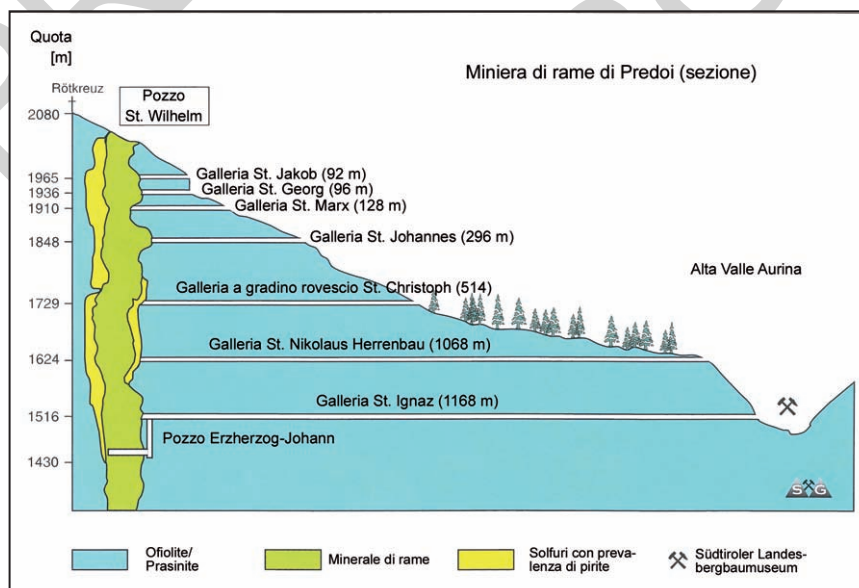 Quota
[m]
Miniera di rame di Predoi (sezione)
Rötkreuz
Pozzo
St. Wilhelm
2080
1965
Galleria St. Jakob (92 m)
1936
Galleria St. Georg (96 m)
1910
Galleria St. Marx (128 m)
1848
Galleria St. Johannes (296 m)
Alta Valle Aurina
Galleria a gradino rovescio St. Christoph (514)
1729
Galleria St. Nikolaus Herrenbau (1068 m)
1624
Galleria St. Ignaz (1168 m)
1516
Pozzo Erzherzog-Johann
1430
S G
Ofiolite/
Prasinite
Minerale di rame
Solfuri con preva-
lenza di pirite
Südtiroler Landes-
bergbaumuseum